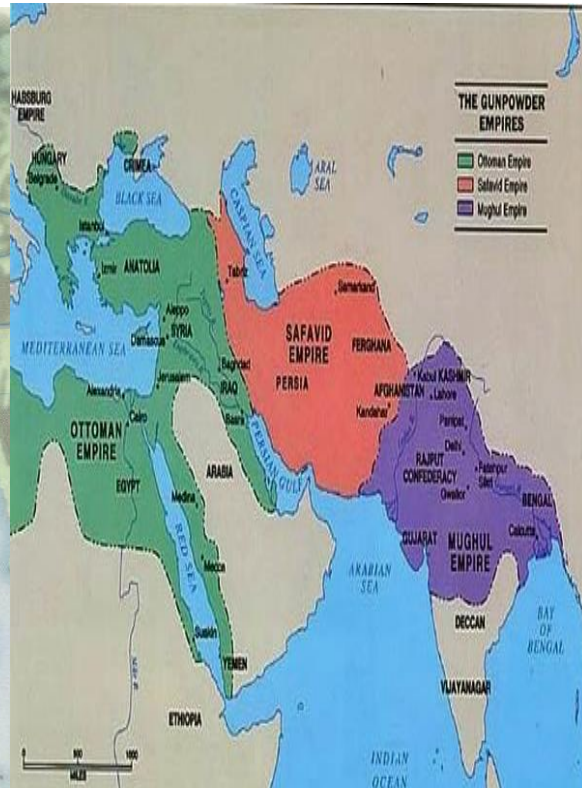 HABSBURG
EMPIRE
HUNGARY
Belgrade
CRIMEA
BLACK SEA
Istanbul
Izmir
ANATOLIA
CASPIAN SEA
ARAL
SEA
THE GUNPOWDER
EMPIRES
Ottoman Empire
Safavid Empire
Mughul Empire
Tabriz
Samarkand
Aleppo
SYRIA
Damascus
MEDITERRANEAN SEA
Jerusalem
Baghdad
IRAQ
Basra
SAFAVID
EMPIRE
PERSIA
FERGHANA
AFGHANISTAN
Kandahar
Kabul
KASHMIR
Lahore
Panipat
Delhi
RAJPUT
CONFEDERACY
Fatehpur
Sikri
Gwalior
BENGAL
Calcutta
GUJARAT
MUGHUL
EMPIRE
Alexandria
Cairo
OTTOMAN
EMPIRE
EGYPT
ARABIA
PERSIAN GULF
Medina
RED SEA
Mecca
Suakin
YEMEN
ETHIOPIA
ARABIAN
SEA
DECCAN
VIJAYANAGAR
BAY
OF
BENGAL
INDIAN
OCEAN
0 500 1000
MILES